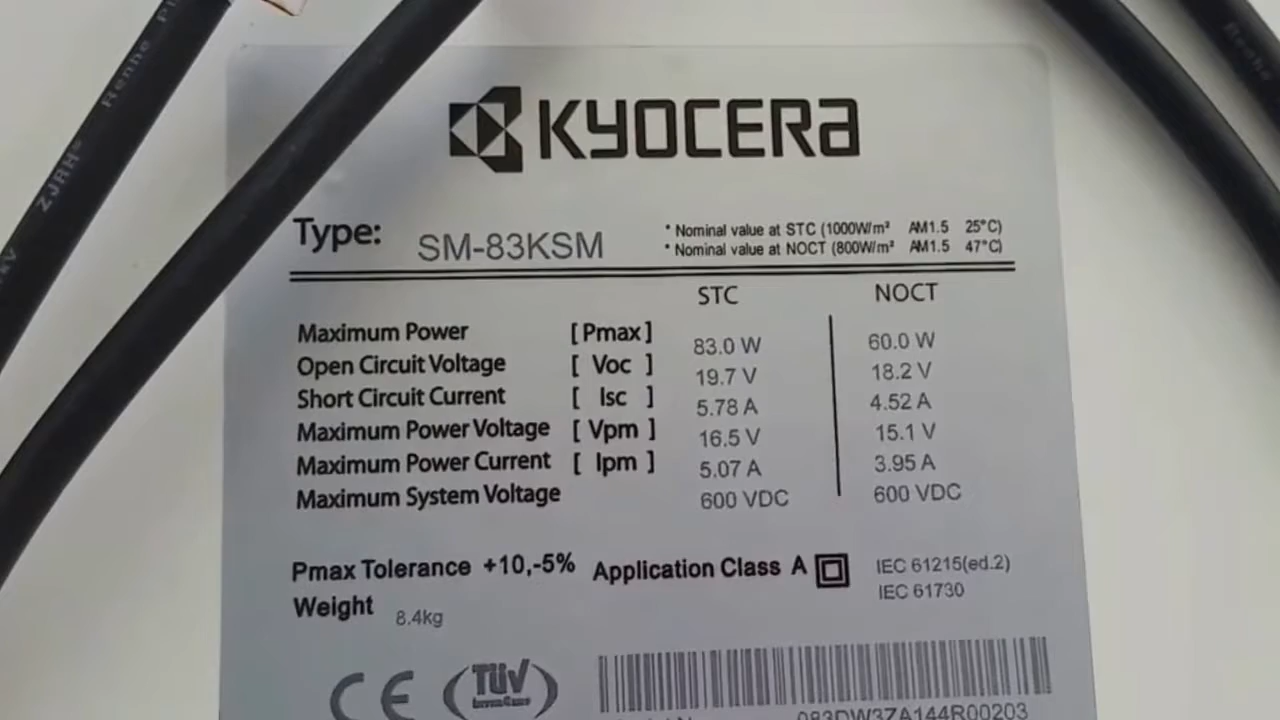 Renhe
ZJRH
KYOCERA
Type: SM-83KSM
* Nominal value at STC (1000W/m² AM1.5 25°C)
* Nominal value at NOCT (800W/m² AM1.5 47°C)
STC NOCT
Maximum Power [ Pmax ] 83.0 W 60.0 W
Open Circuit Voltage [ Voc ] 19.7 V 18.2 V
Short Circuit Current [ Isc ] 5.78 A 4.52 A
Maximum Power Voltage [ Vpm ] 16.5 V 15.1 V
Maximum Power Current [ Ipm ] 5.07 A 3.95 A
Maximum System Voltage 600 VDC 600 VDC
Pmax Tolerance +10,-5% Application Class A IEC 61215(ed.2)
IEC 61730
Weight 8.4kg
CE TÜV
083DW3ZA144R00203